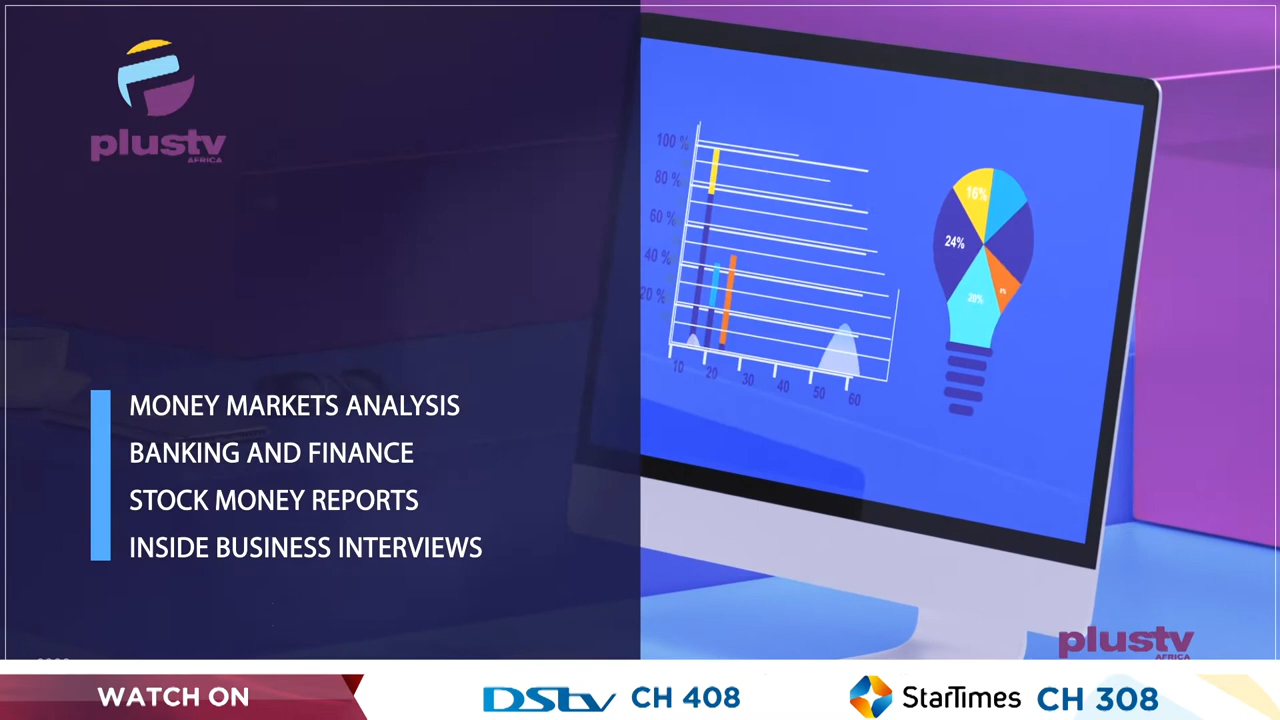 plustv
AFRICA
MONEY MARKETS ANALYSIS
BANKING AND FINANCE
STOCK MONEY REPORTS
INSIDE BUSINESS INTERVIEWS
100 %
80 %
60 %
40 %
20 %
10 20 30 40 50 60
16%
24%
20%
plustv
AFRICA
WATCH ON DStv CH 408 StarTimes CH 308